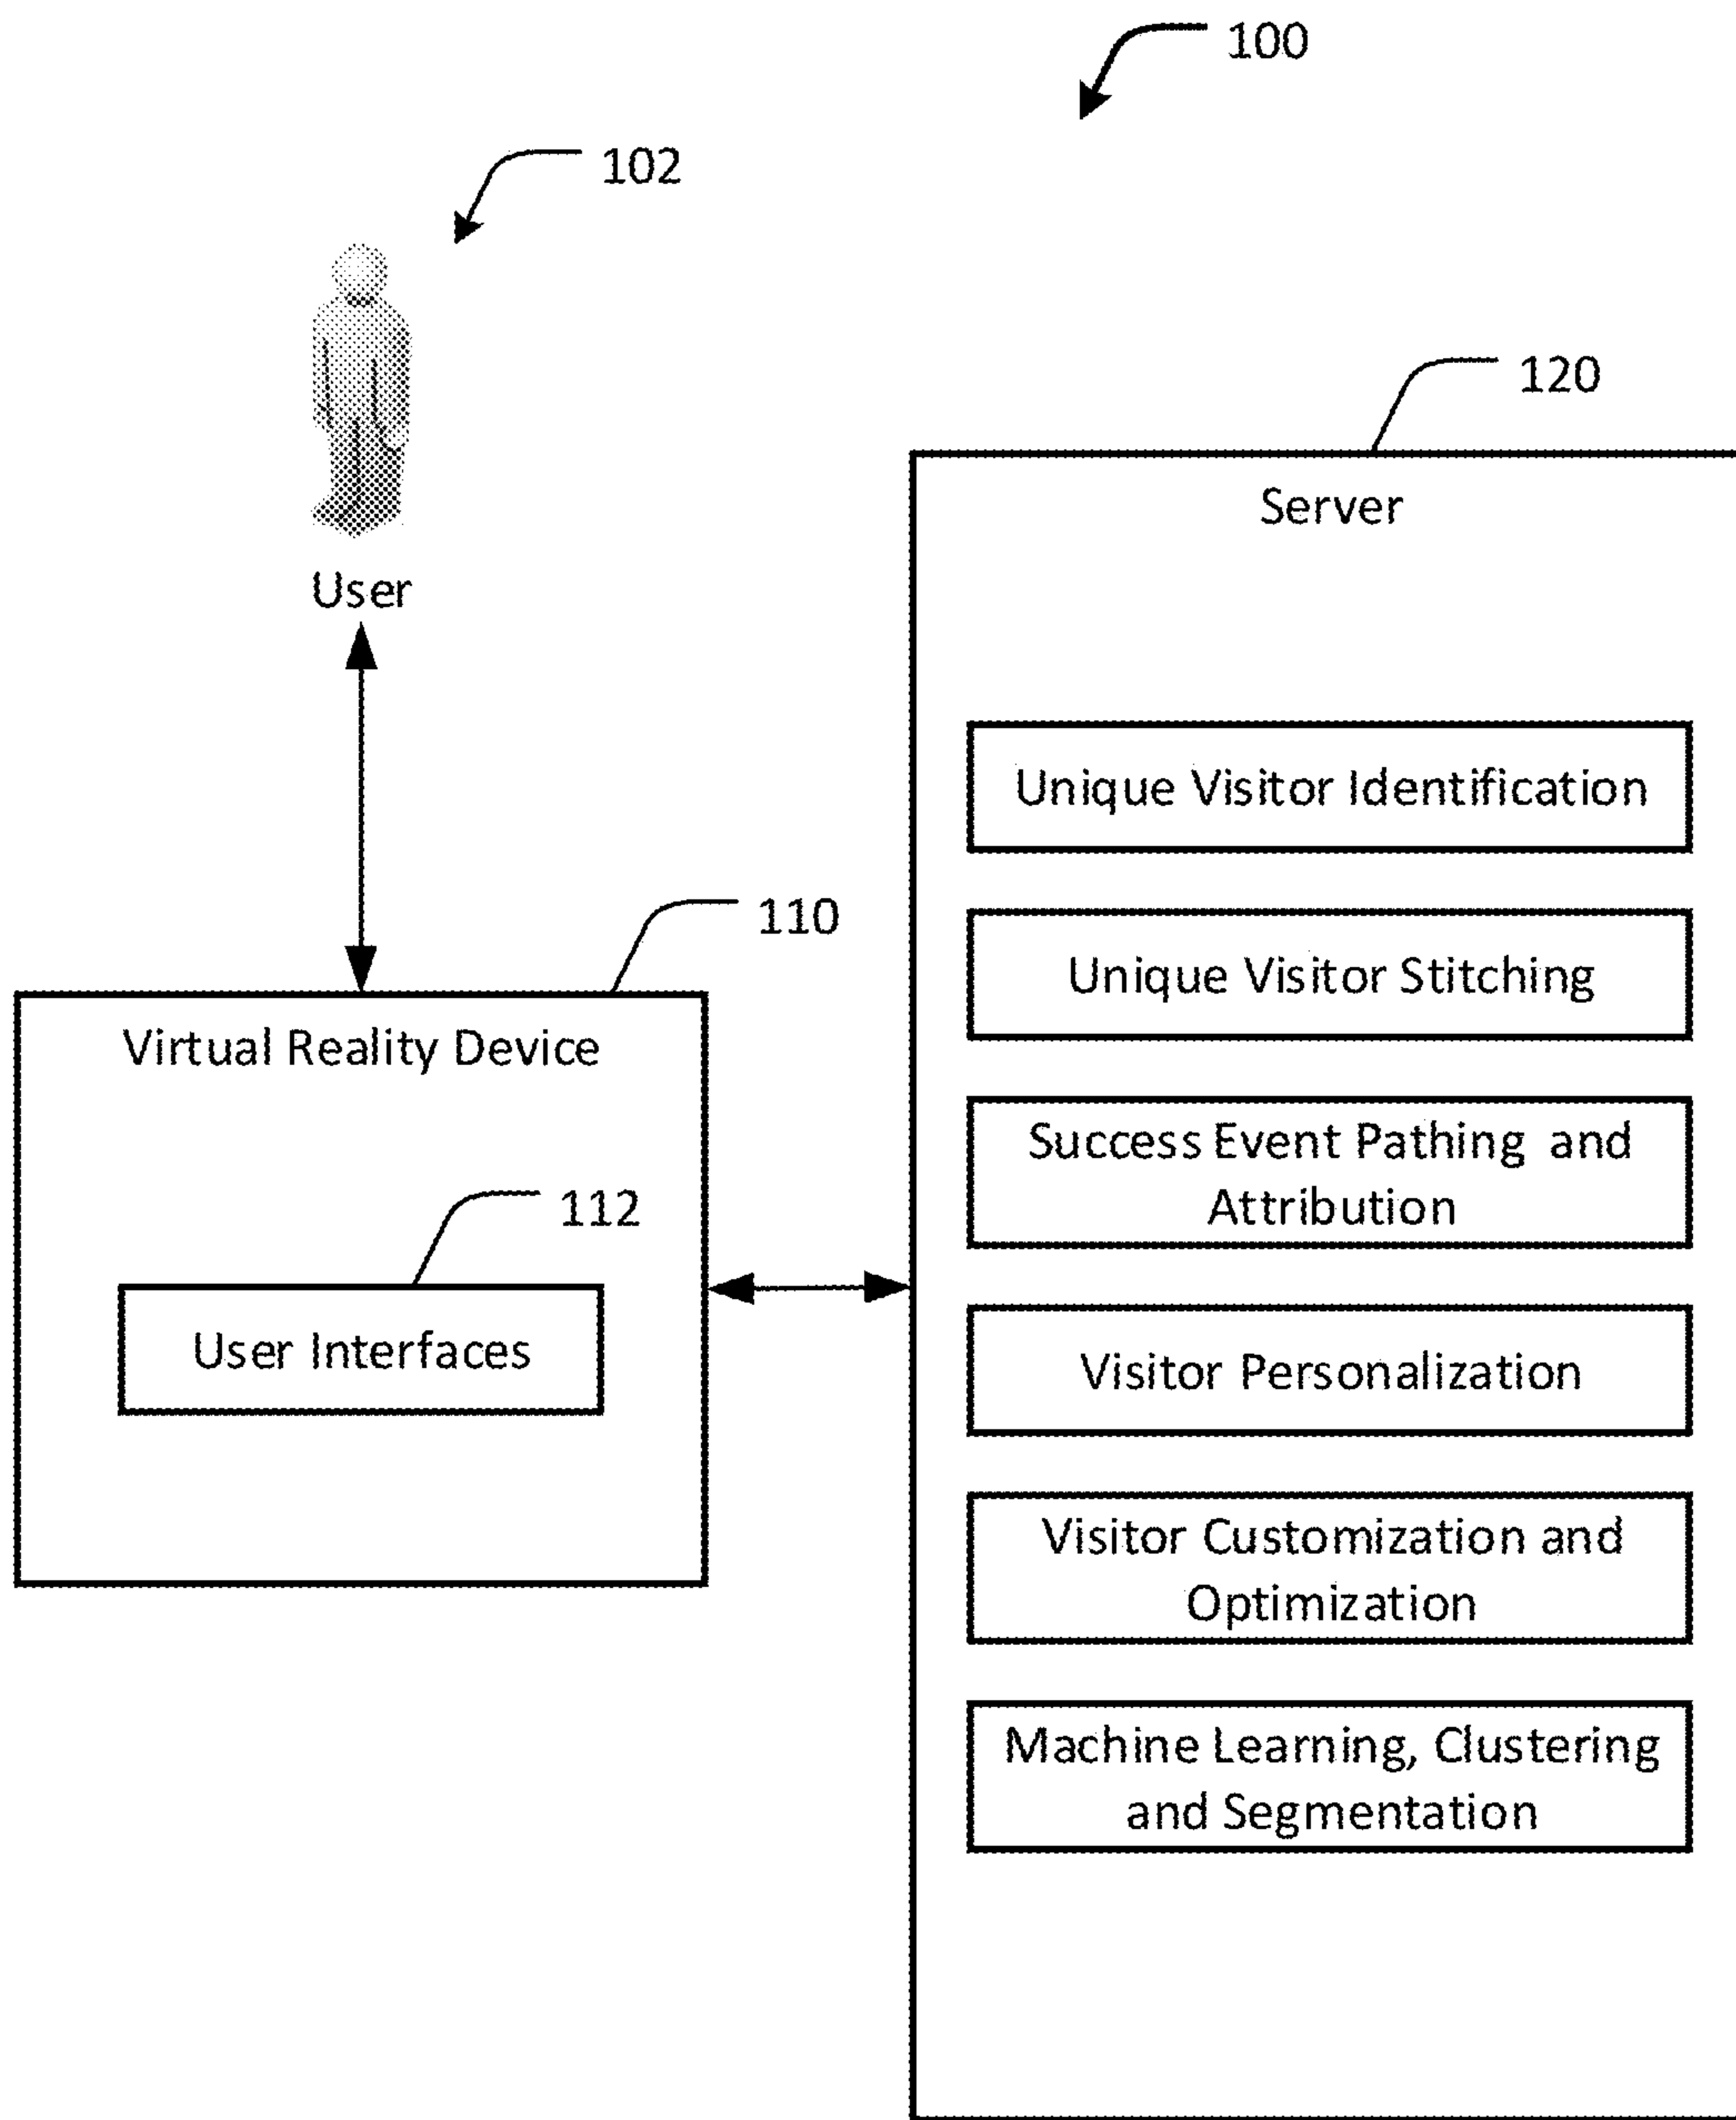 100
102
User
120
Server
Unique Visitor Identification
Unique Visitor Stitching
Success Event Pathing and
Attribution
Visitor Personalization
Visitor Customization and
Optimization
Machine Learning, Clustering
and Segmentation
110
Virtual Reality Device
112
User Interfaces